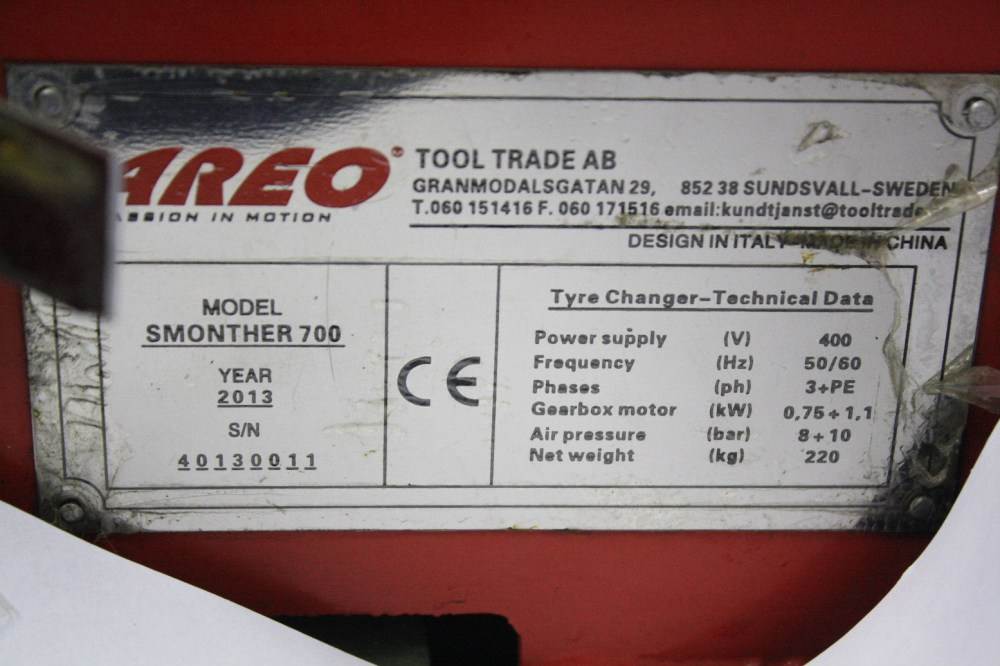 AREO®
IN MOTION
TOOL TRADE AB
GRANMODALSGATAN 29, 852 38 SUNDSVALL-SWEDEN
T.060 151416 F. 060 171516 email:kundtjanst@tooltrade
DESIGN IN ITALY-MADE IN CHINA
MODEL
SMONTHER 700
YEAR
2013
S/N
40130011
CE
Tyre Changer-Technical Data
Power supply (V) 400
Frequency (Hz) 50/60
Phases (ph) 3+PE
Gearbox motor (kW) 0,75÷1,1
Air pressure (bar) 8÷10
Net weight (kg) 220